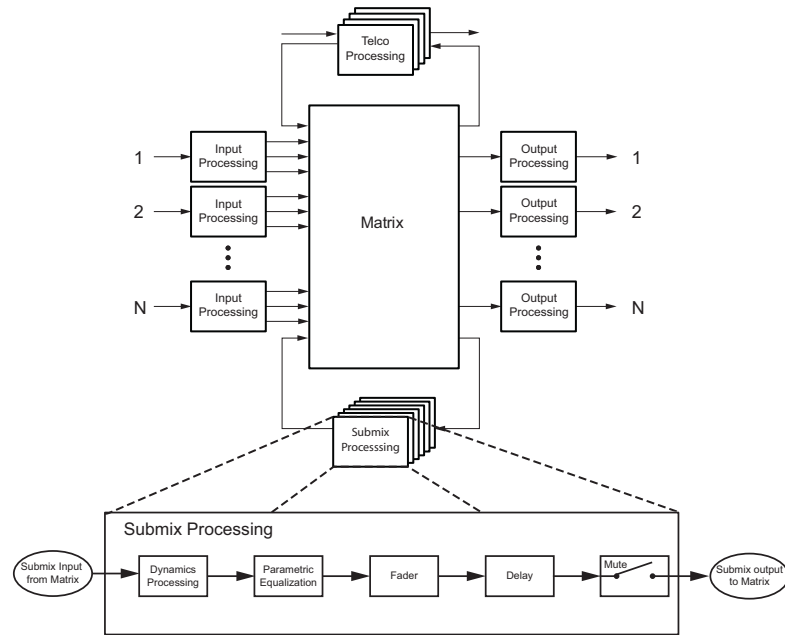 Telco
Processing
1
Input
Processing
Output
Processing
1
2
Input
Processing
Matrix
Output
Processing
2
N
Input
Processing
Output
Processing
N
Submix
Processsing
Submix Processing
Submix Input
from Matrix
Dynamics
Processing
Parametric
Equalization
Fader
Delay
Mute
Submix output
to Matrix